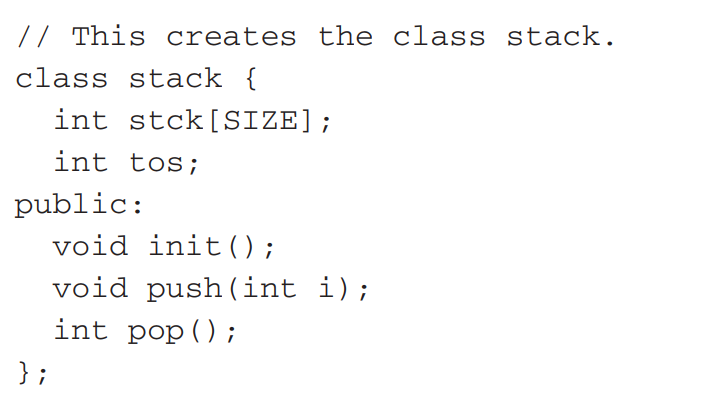 // This creates the class stack.
class stack {
  int stck[SIZE];
  int tos;
public:
  void init();
  void push(int i);
  int pop();
};